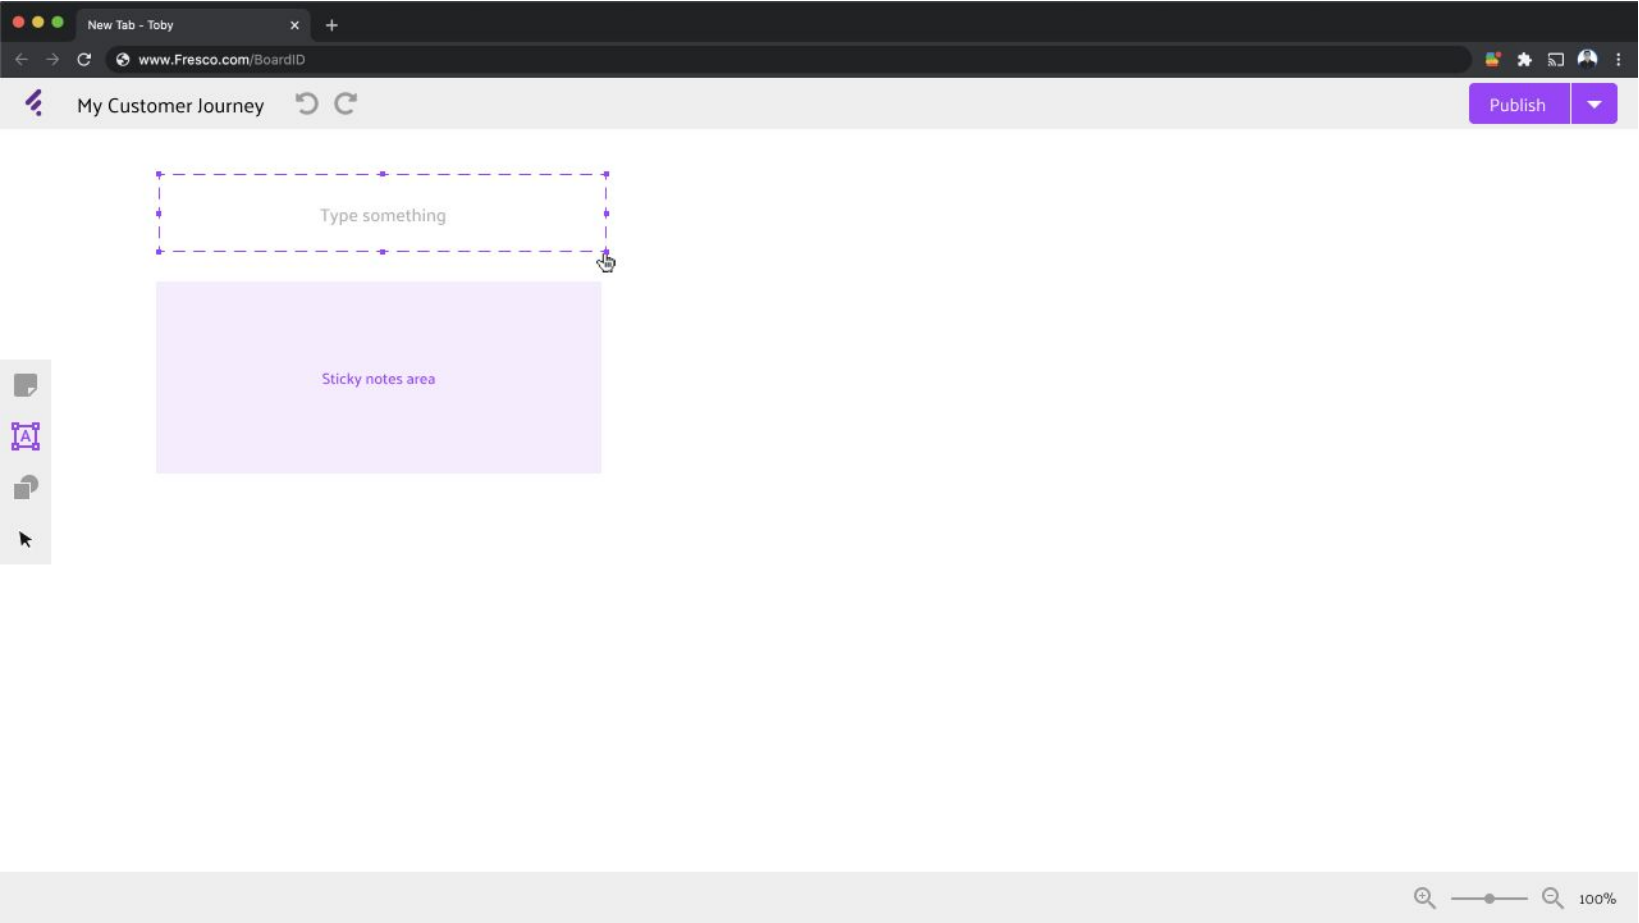 New Tab - Toby
www.Fresco.com/BoardID
My Customer Journey
Publish
Type something
Sticky notes area
A
100%